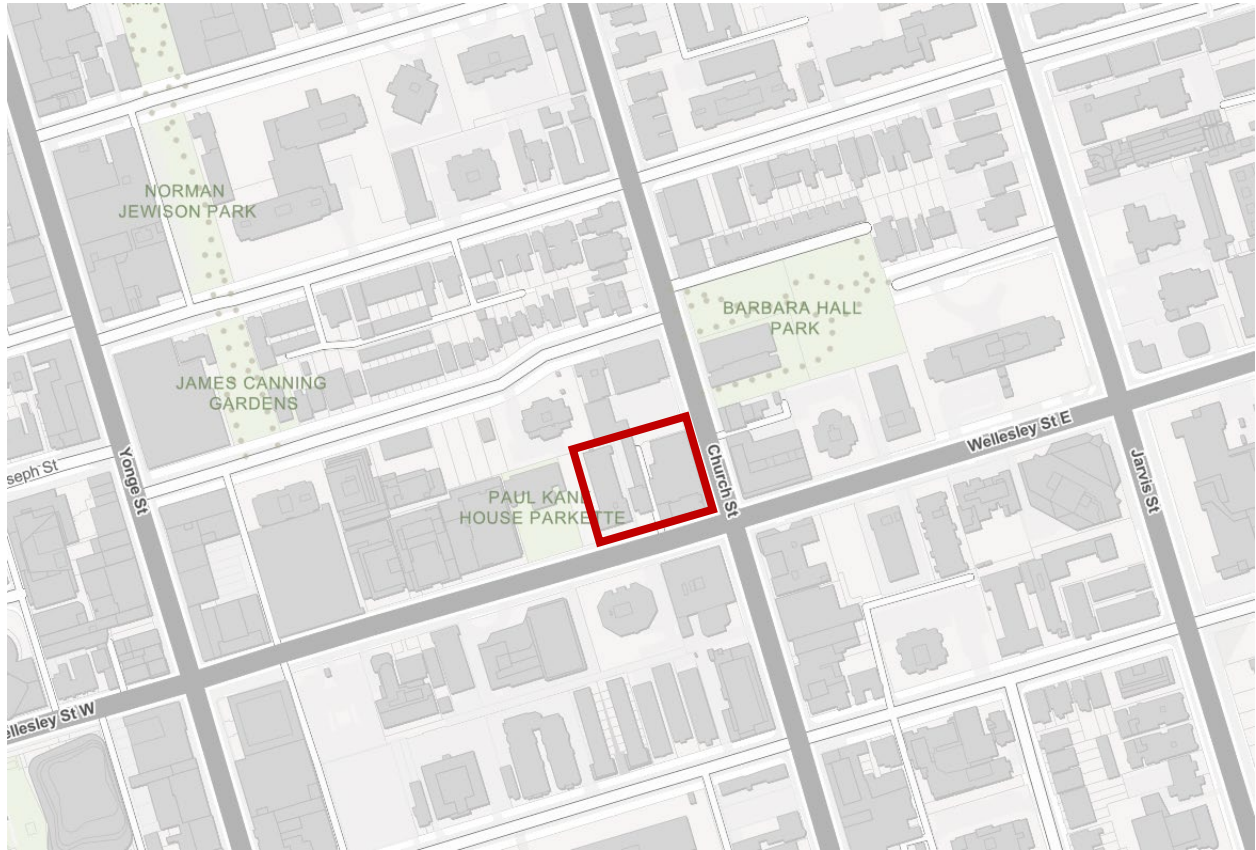 NORMAN
JEWISON PARK
BARBARA HALL
PARK
JAMES CANNING
GARDENS
Wellesley St E
seph St
Yonge St
Church St
Jarvis St
PAUL KAN
HOUSE PARKETTE
ellesley St W